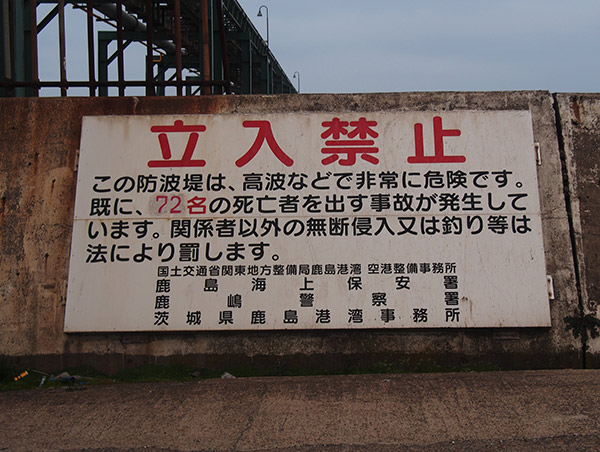 立入禁止
この防波堤は、高波などで非常に危険です。
既に、72名の死亡者を出す事故が発生して
います。関係者以外の無断侵入又は釣り等は
法により罰します。
国土交通省関東地方整備局鹿島港湾 空港整備事務所
鹿島海上保安署
鹿嶋警察署
茨城県鹿島港湾事務所